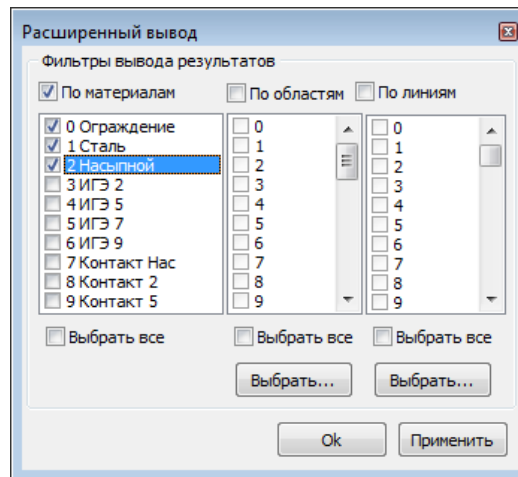 Расширенный вывод
Фильтры вывода результатов
По материалам
По областям
По линиям
0 Ограждение
1 Сталь
2 Насыпной
3 ИГЭ 2
4 ИГЭ 5
5 ИГЭ 7
6 ИГЭ 9
7 Контакт Нас
8 Контакт 2
9 Контакт 5
0
1
2
3
4
5
6
7
8
9
0
1
2
3
4
5
6
7
8
9
Выбрать все
Выбрать все
Выбрать все
Выбрать...
Выбрать...
Ok
Применить